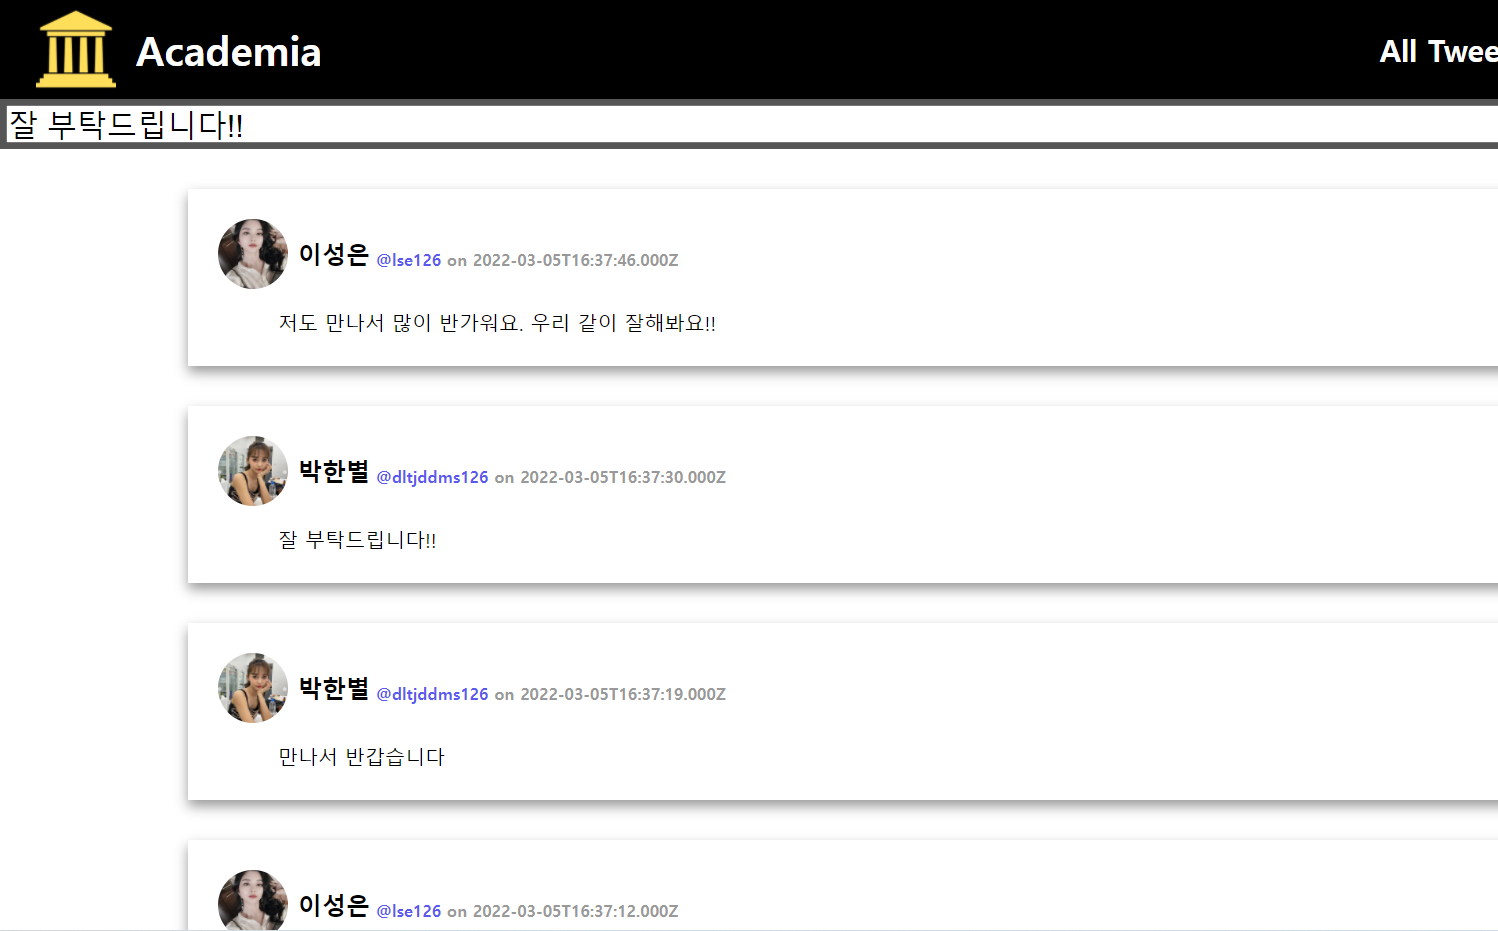 Academia
All Twee
잘 부탁드립니다!!
이성은 @lse126 on 2022-03-05T16:37:46.000Z
저도 만나서 많이 반가워요. 우리 같이 잘해봐요!!
박한별 @dltjddms126 on 2022-03-05T16:37:30.000Z
잘 부탁드립니다!!
박한별 @dltjddms126 on 2022-03-05T16:37:19.000Z
만나서 반갑습니다
이성은 @lse126 on 2022-03-05T16:37:12.000Z